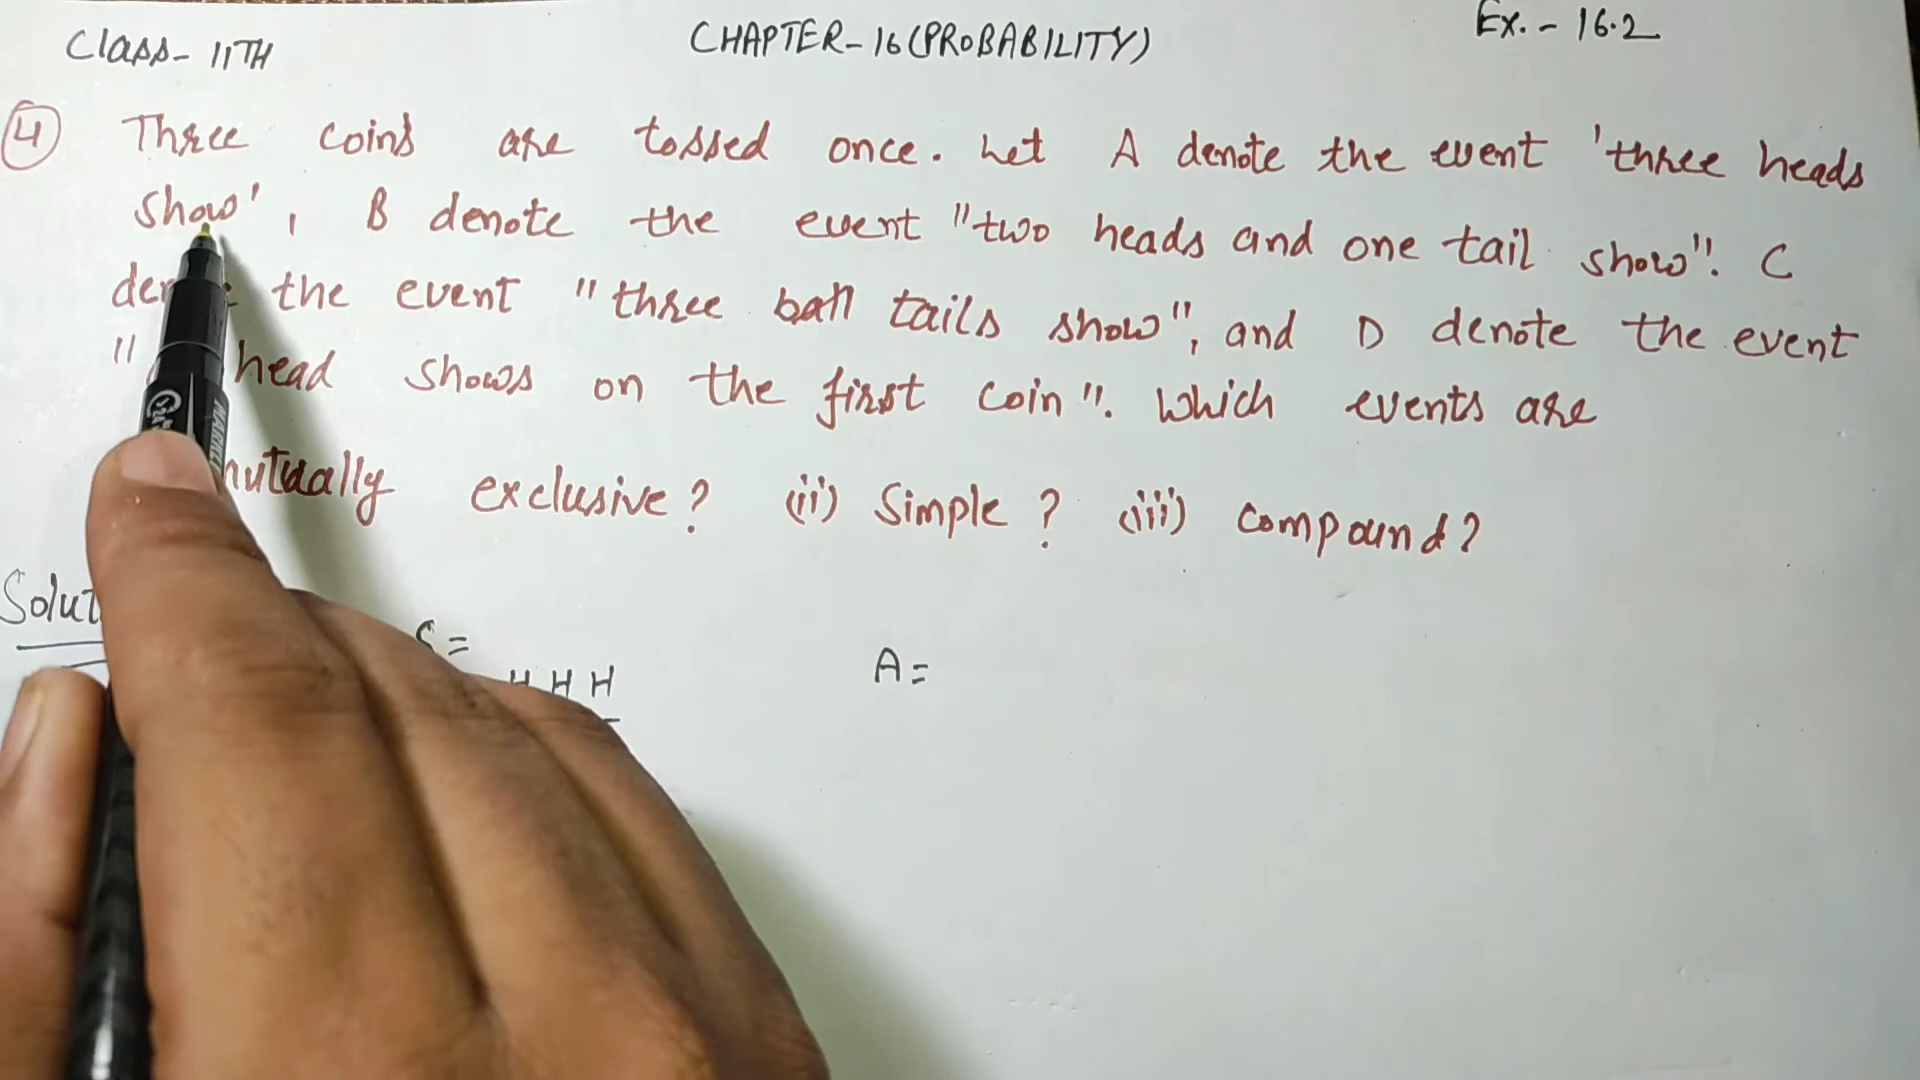 Class- 11TH
CHAPTER-16(PROBABILITY)
Ex.- 16.2
4 Three coins are tossed once. Let A denote the event 'three heads
show', B denote the event "two heads and one tail show". C
the event "three tails show", and D denote the event
" head shows on the first coin". Which events are
mutually exclusive? (ii) Simple? (iii) compound?
S =
H H H
A =